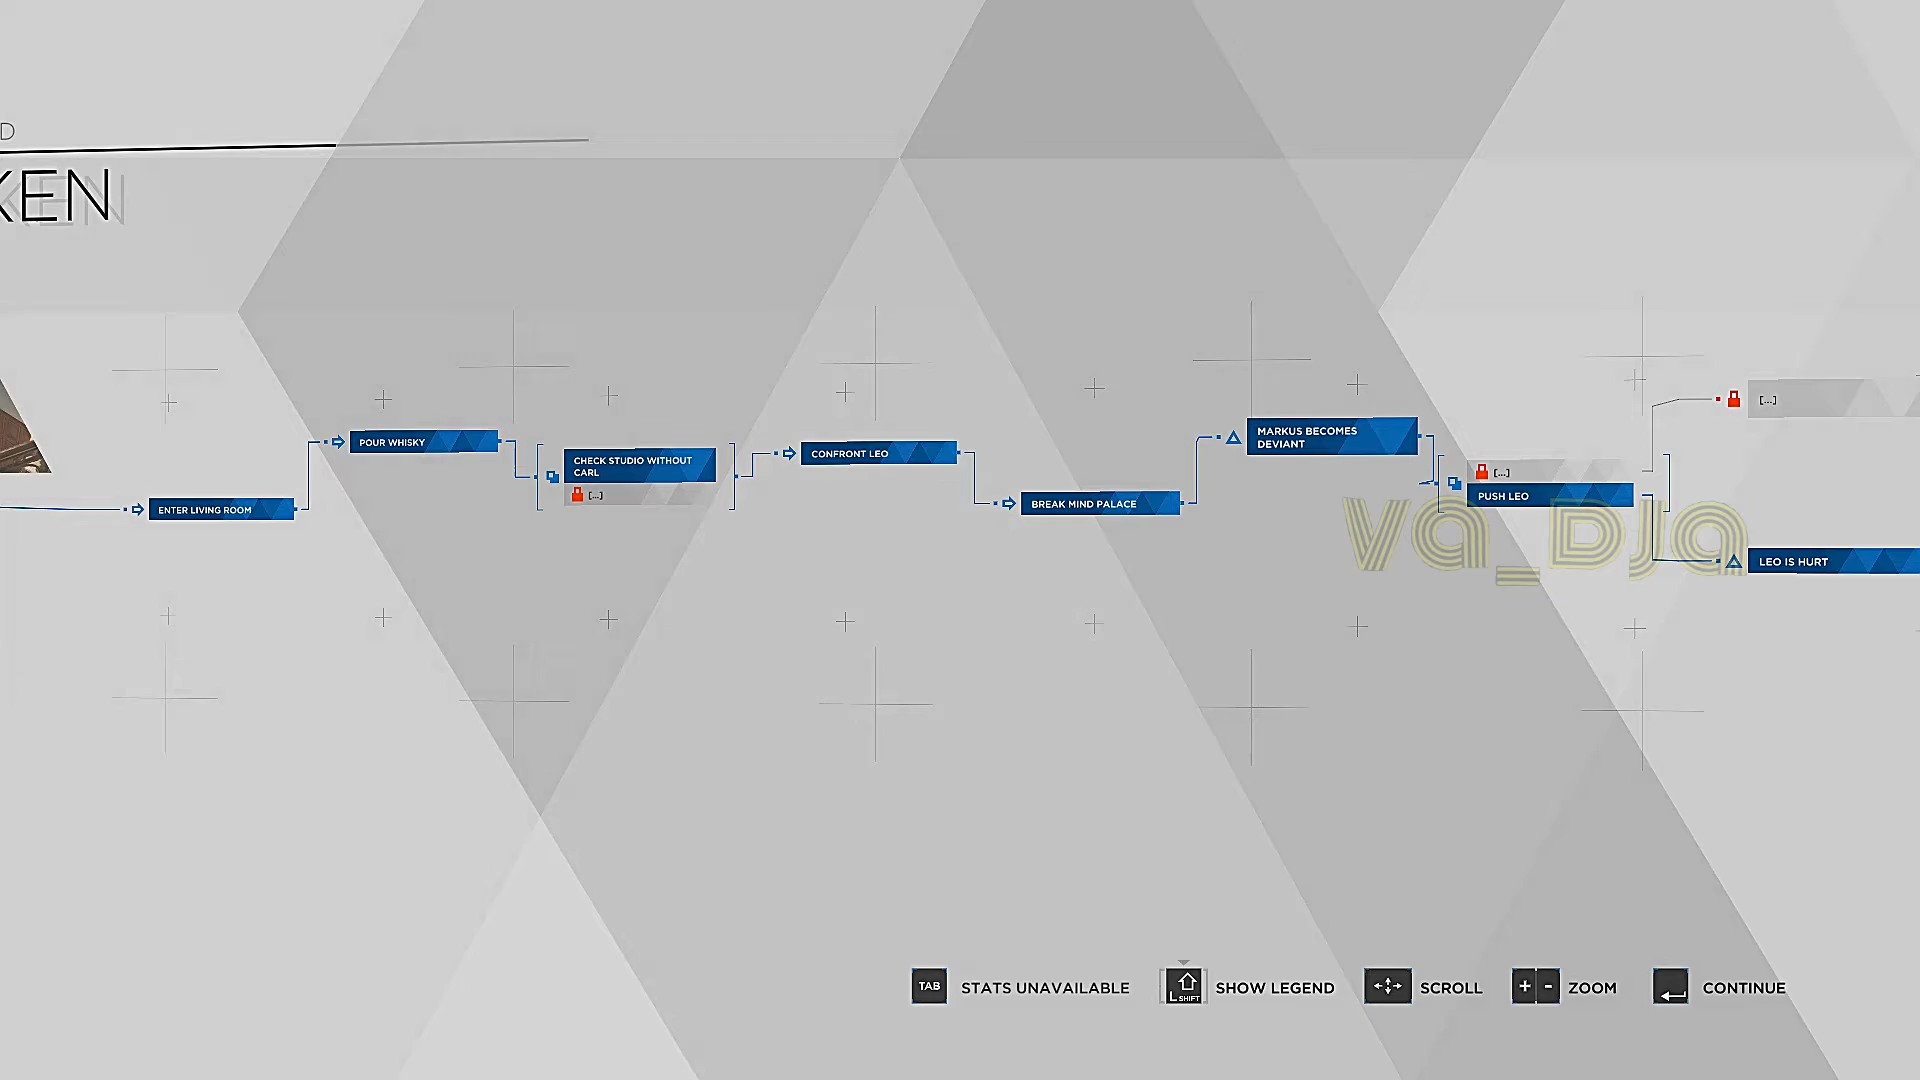 D
KEN
[...]
MARKUS BECOMES
DEVIANT
POUR WHISKY
CONFRONT LEO
CHECK STUDIO WITHOUT
CARL
[...]
[...]
PUSH LEO
BREAK MIND PALACE
ENTER LIVING ROOM
va_DJa
LEO IS HURT
TAB STATS UNAVAILABLE L SHIFT SHOW LEGEND SCROLL + - ZOOM CONTINUE